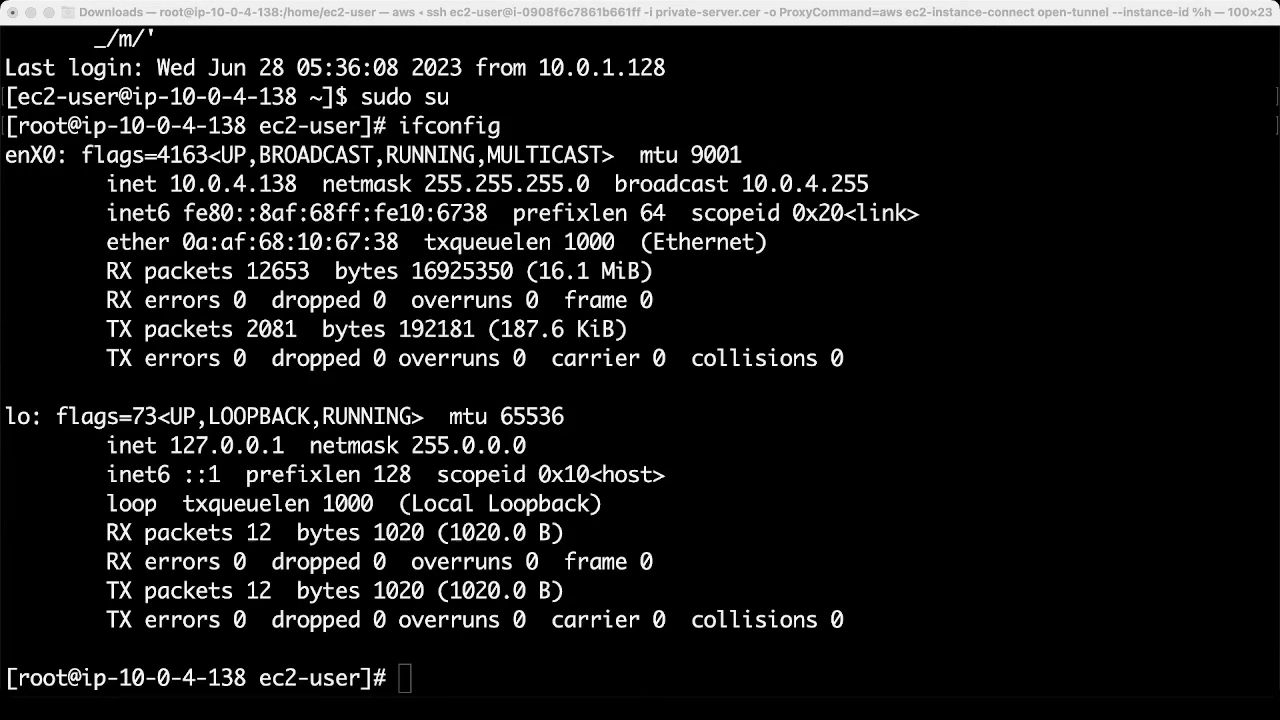 Downloads — root@ip-10-0-4-138:/home/ec2-user — aws ◂ ssh ec2-user@i-0908f6c7861b661ff -i private-server.cer -o ProxyCommand=aws ec2-instance-connect open-tunnel --instance-id %h — 100×23
_/m/'
Last login: Wed Jun 28 05:36:08 2023 from 10.0.1.128
[ec2-user@ip-10-0-4-138 ~]$ sudo su
[root@ip-10-0-4-138 ec2-user]# ifconfig
enX0: flags=4163<UP,BROADCAST,RUNNING,MULTICAST>  mtu 9001
        inet 10.0.4.138  netmask 255.255.255.0  broadcast 10.0.4.255
        inet6 fe80::8af:68ff:fe10:6738  prefixlen 64  scopeid 0x20<link>
        ether 0a:af:68:10:67:38  txqueuelen 1000  (Ethernet)
        RX packets 12653  bytes 16925350 (16.1 MiB)
        RX errors 0  dropped 0  overruns 0  frame 0
        TX packets 2081  bytes 192181 (187.6 KiB)
        TX errors 0  dropped 0 overruns 0  carrier 0  collisions 0
lo: flags=73<UP,LOOPBACK,RUNNING>  mtu 65536
        inet 127.0.0.1  netmask 255.0.0.0
        inet6 ::1  prefixlen 128  scopeid 0x10<host>
        loop  txqueuelen 1000  (Local Loopback)
        RX packets 12  bytes 1020 (1020.0 B)
        RX errors 0  dropped 0  overruns 0  frame 0
        TX packets 12  bytes 1020 (1020.0 B)
        TX errors 0  dropped 0 overruns 0  carrier 0  collisions 0
[root@ip-10-0-4-138 ec2-user]#